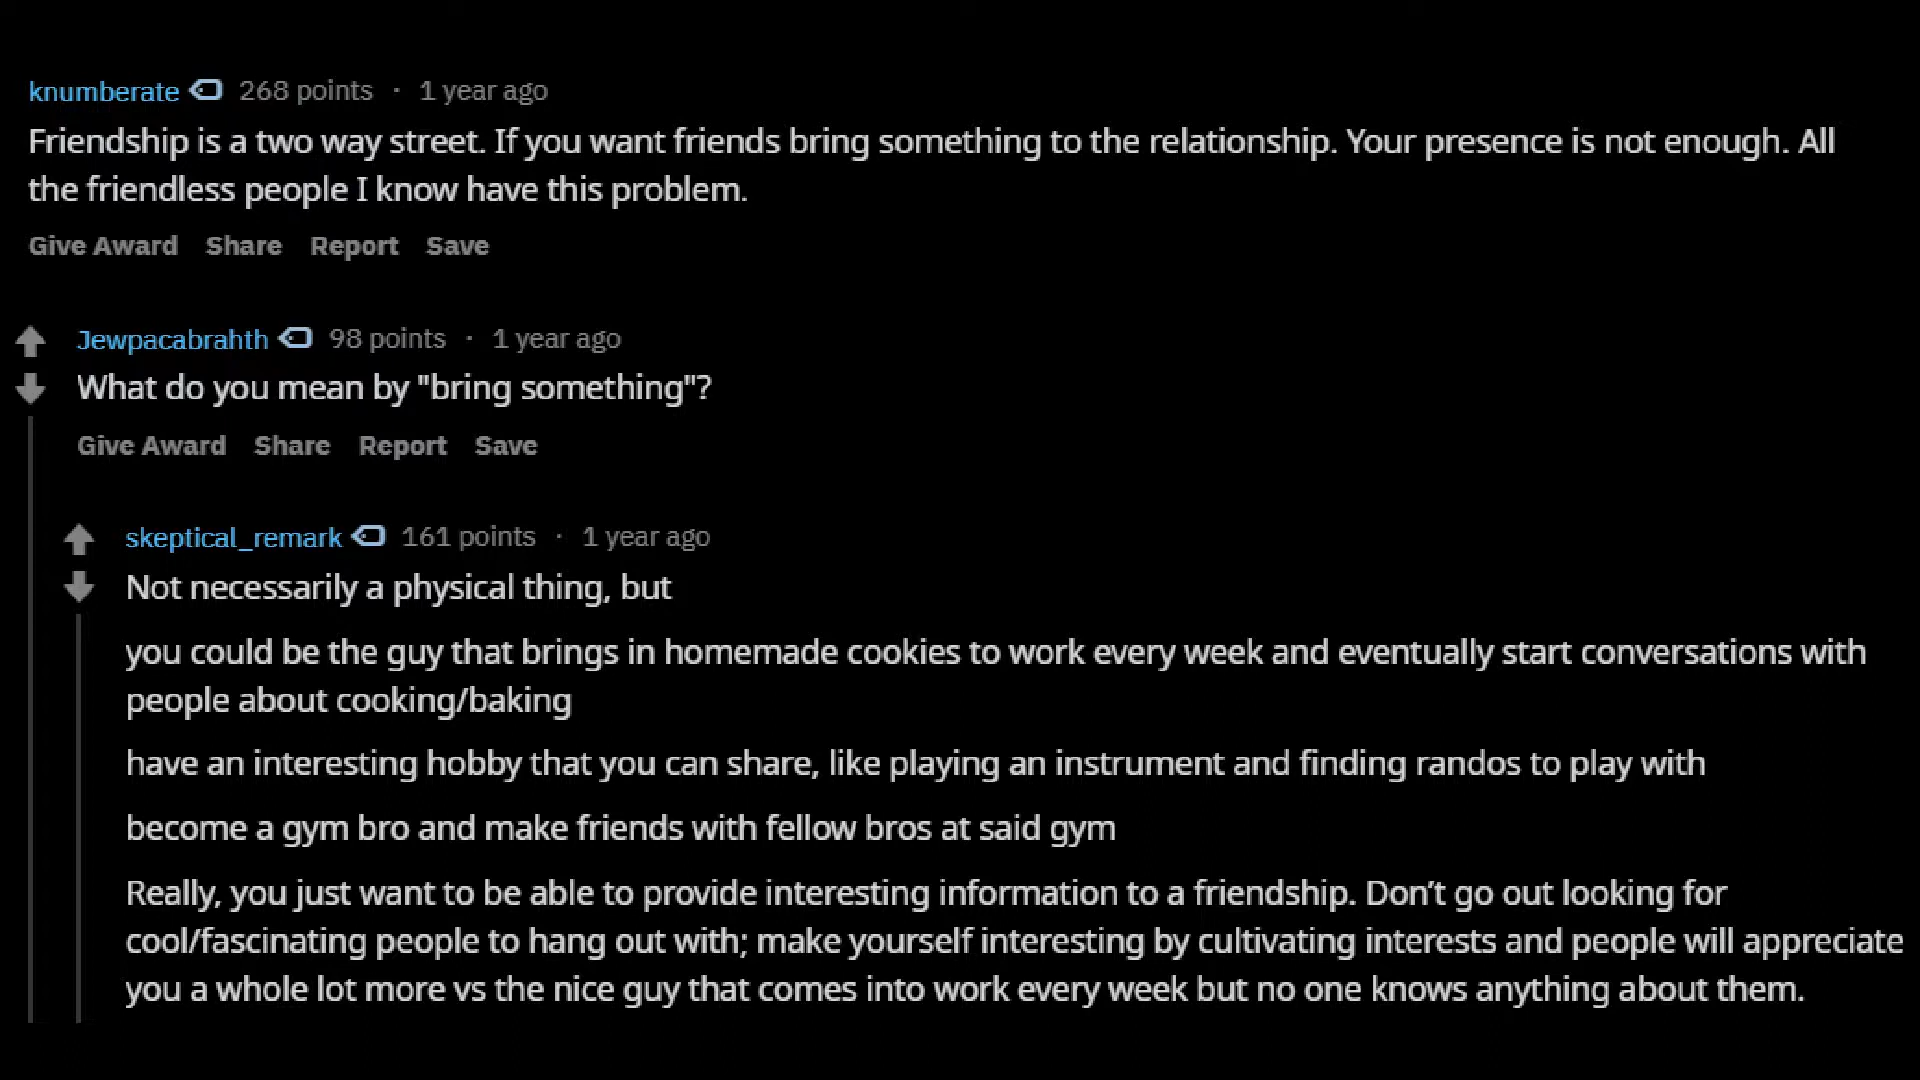 knumberate 268 points · 1 year ago
Friendship is a two way street. If you want friends bring something to the relationship. Your presence is not enough. All
the friendless people I know have this problem.
Give Award Share Report Save
Jewpacabrahth 98 points · 1 year ago
What do you mean by "bring something"?
Give Award Share Report Save
skeptical_remark 161 points · 1 year ago
Not necessarily a physical thing, but
you could be the guy that brings in homemade cookies to work every week and eventually start conversations with
people about cooking/baking
have an interesting hobby that you can share, like playing an instrument and finding randos to play with
become a gym bro and make friends with fellow bros at said gym
Really, you just want to be able to provide interesting information to a friendship. Don’t go out looking for
cool/fascinating people to hang out with; make yourself interesting by cultivating interests and people will appreciate
you a whole lot more vs the nice guy that comes into work every week but no one knows anything about them.